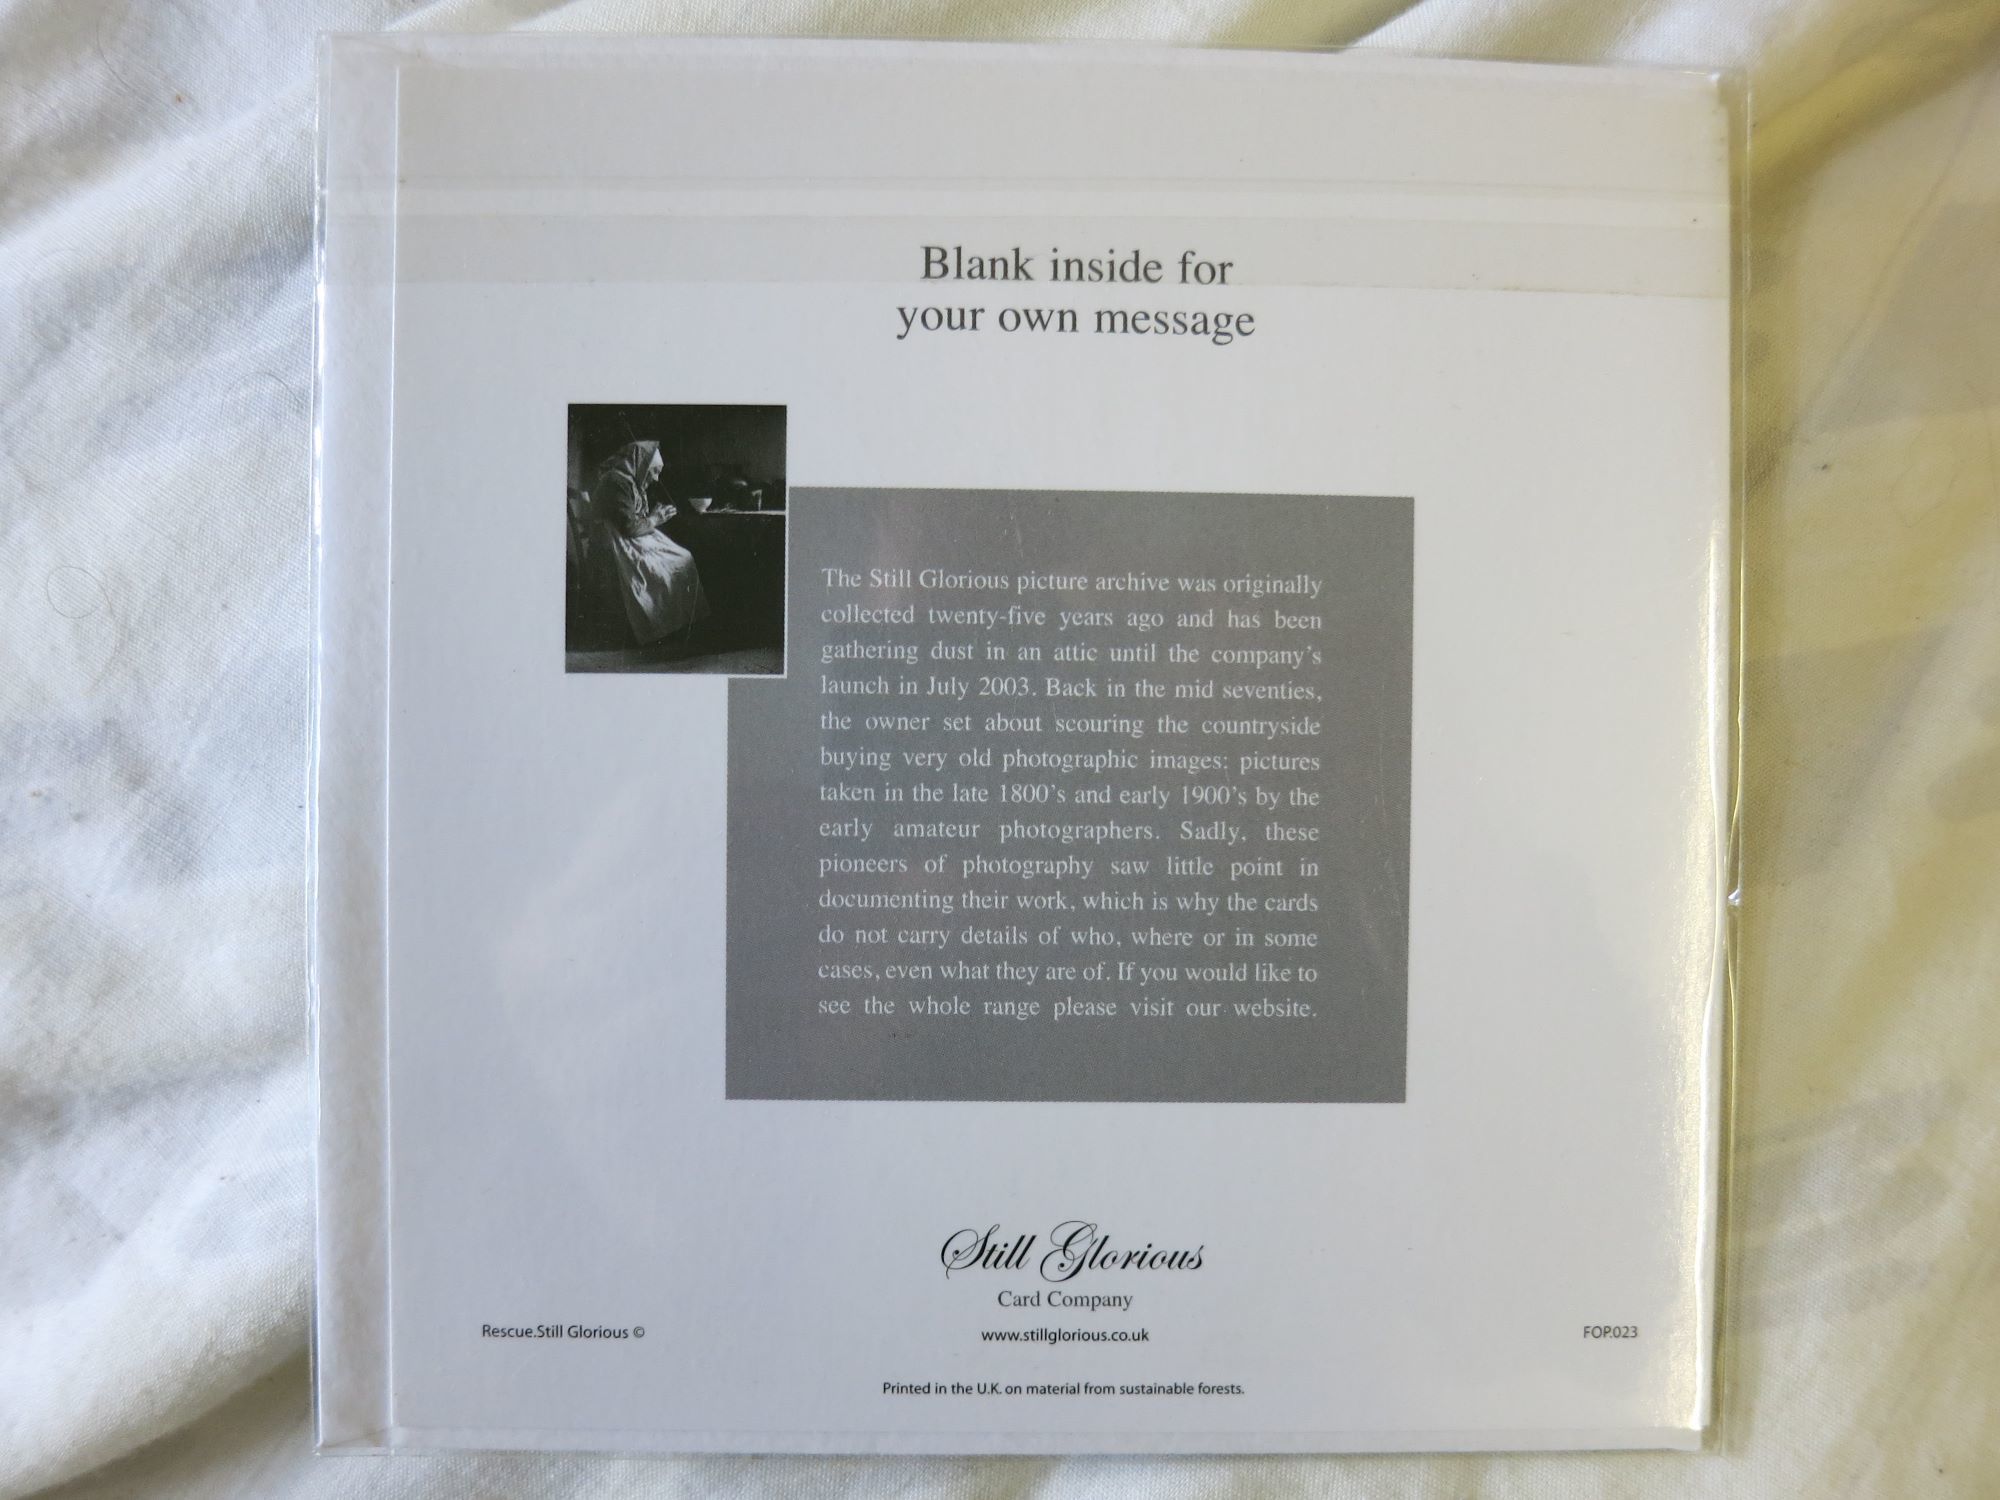 Blank inside for
your own message
The Still Glorious picture archive was originally
collected twenty-five years ago and has been
gathering dust in an attic until the company's
launch in July 2003. Back in the mid seventies,
the owner set about scouring the countryside
buying very old photographic images: pictures
taken in the late 1800's and early 1900's by the
early amateur photographers. Sadly, these
pioneers of photography saw little point in
documenting their work, which is why the cards
do not carry details of who, where or in some
cases, even what they are of. If you would like to
see the whole range please visit our website.
Still Glorious
Card Company
Rescue.Still Glorious ©
www.stillglorious.co.uk
FOP.023
Printed in the U.K. on material from sustainable forests.